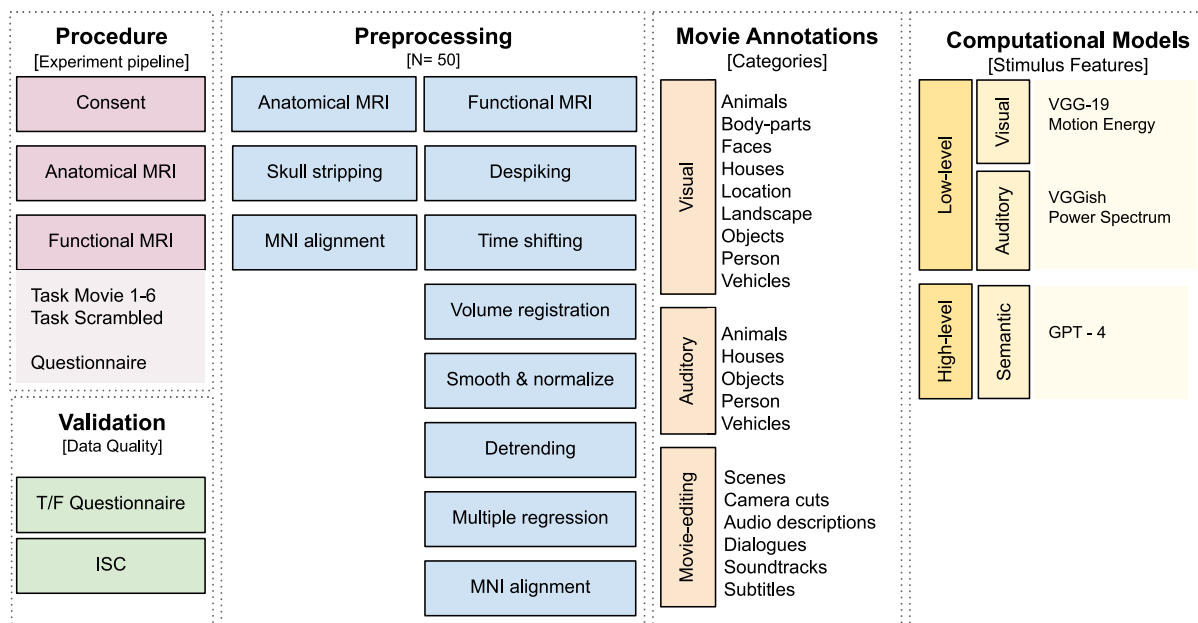 Procedure
[Experiment pipeline]
Consent
Anatomical MRI
Functional MRI
Task Movie 1-6
Task Scrambled
Questionnaire
Validation
[Data Quality]
T/F Questionnaire
ISC
Preprocessing
[N= 50]
Anatomical MRI
Skull stripping
MNI alignment
Functional MRI
Despiking
Time shifting
Volume registration
Smooth & normalize
Detrending
Multiple regression
MNI alignment
Movie Annotations
[Categories]
Visual
Animals
Body-parts
Faces
Houses
Location
Landscape
Objects
Person
Vehicles
Auditory
Animals
Houses
Objects
Person
Vehicles
Movie-editing
Scenes
Camera cuts
Audio descriptions
Dialogues
Soundtracks
Subtitles
Computational Models
[Stimulus Features]
Low-level
Visual
VGG-19
Motion Energy
Auditory
VGGish
Power Spectrum
High-level
Semantic
GPT - 4